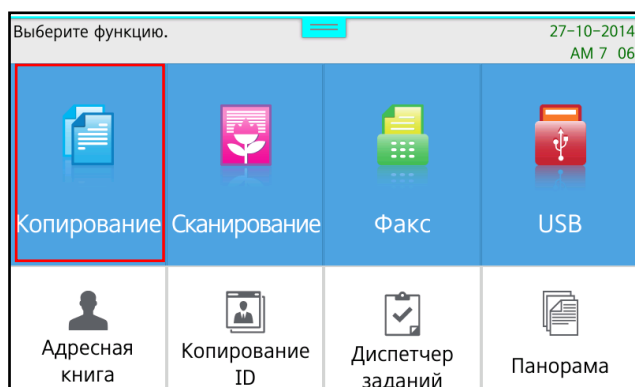 Выберите функцию.
27-10-2014
AM 7 06
Копирование
Сканирование
Факс
USB
Адресная
книга
Копирование
ID
Диспетчер
заданий
Панорама